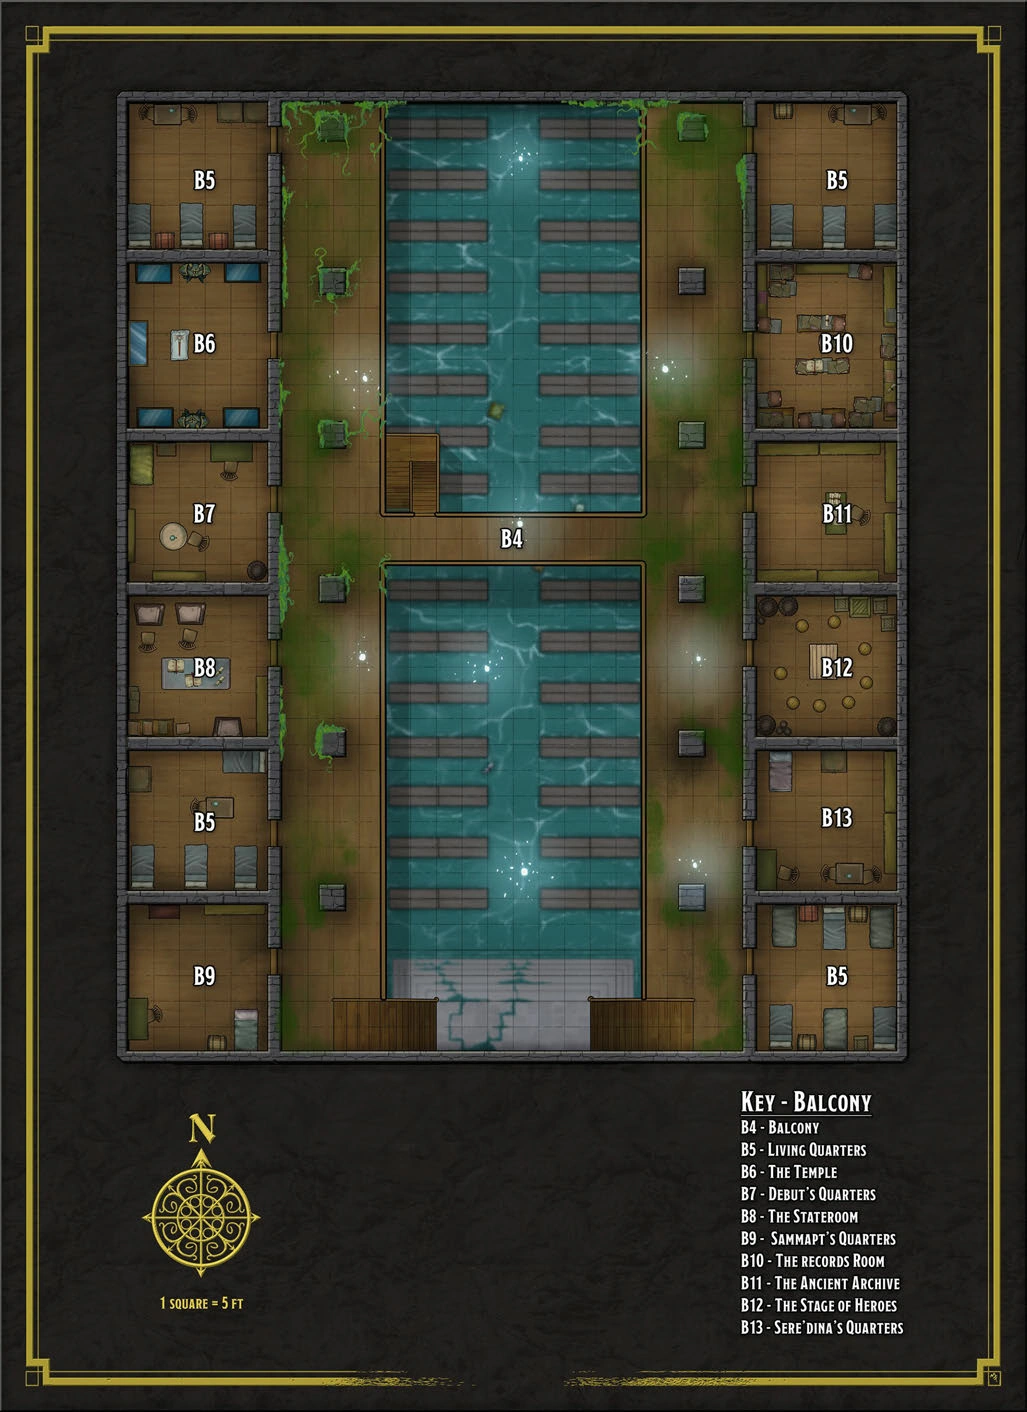 B5
B5
B6
B10
B7
B11
B4
B8
B12
B5
B13
B9
B5
N
1 SQUARE = 5 FT
KEY - BALCONY
B4 - BALCONY
B5 - LIVING QUARTERS
B6 - THE TEMPLE
B7 - DEBUT'S QUARTERS
B8 - THE STATEROOM
B9 - SAMMAPT'S QUARTERS
B10 - THE RECORDS ROOM
B11 - THE ANCIENT ARCHIVE
B12 - THE STAGE OF HEROES
B13 - SERE'DINA'S QUARTERS